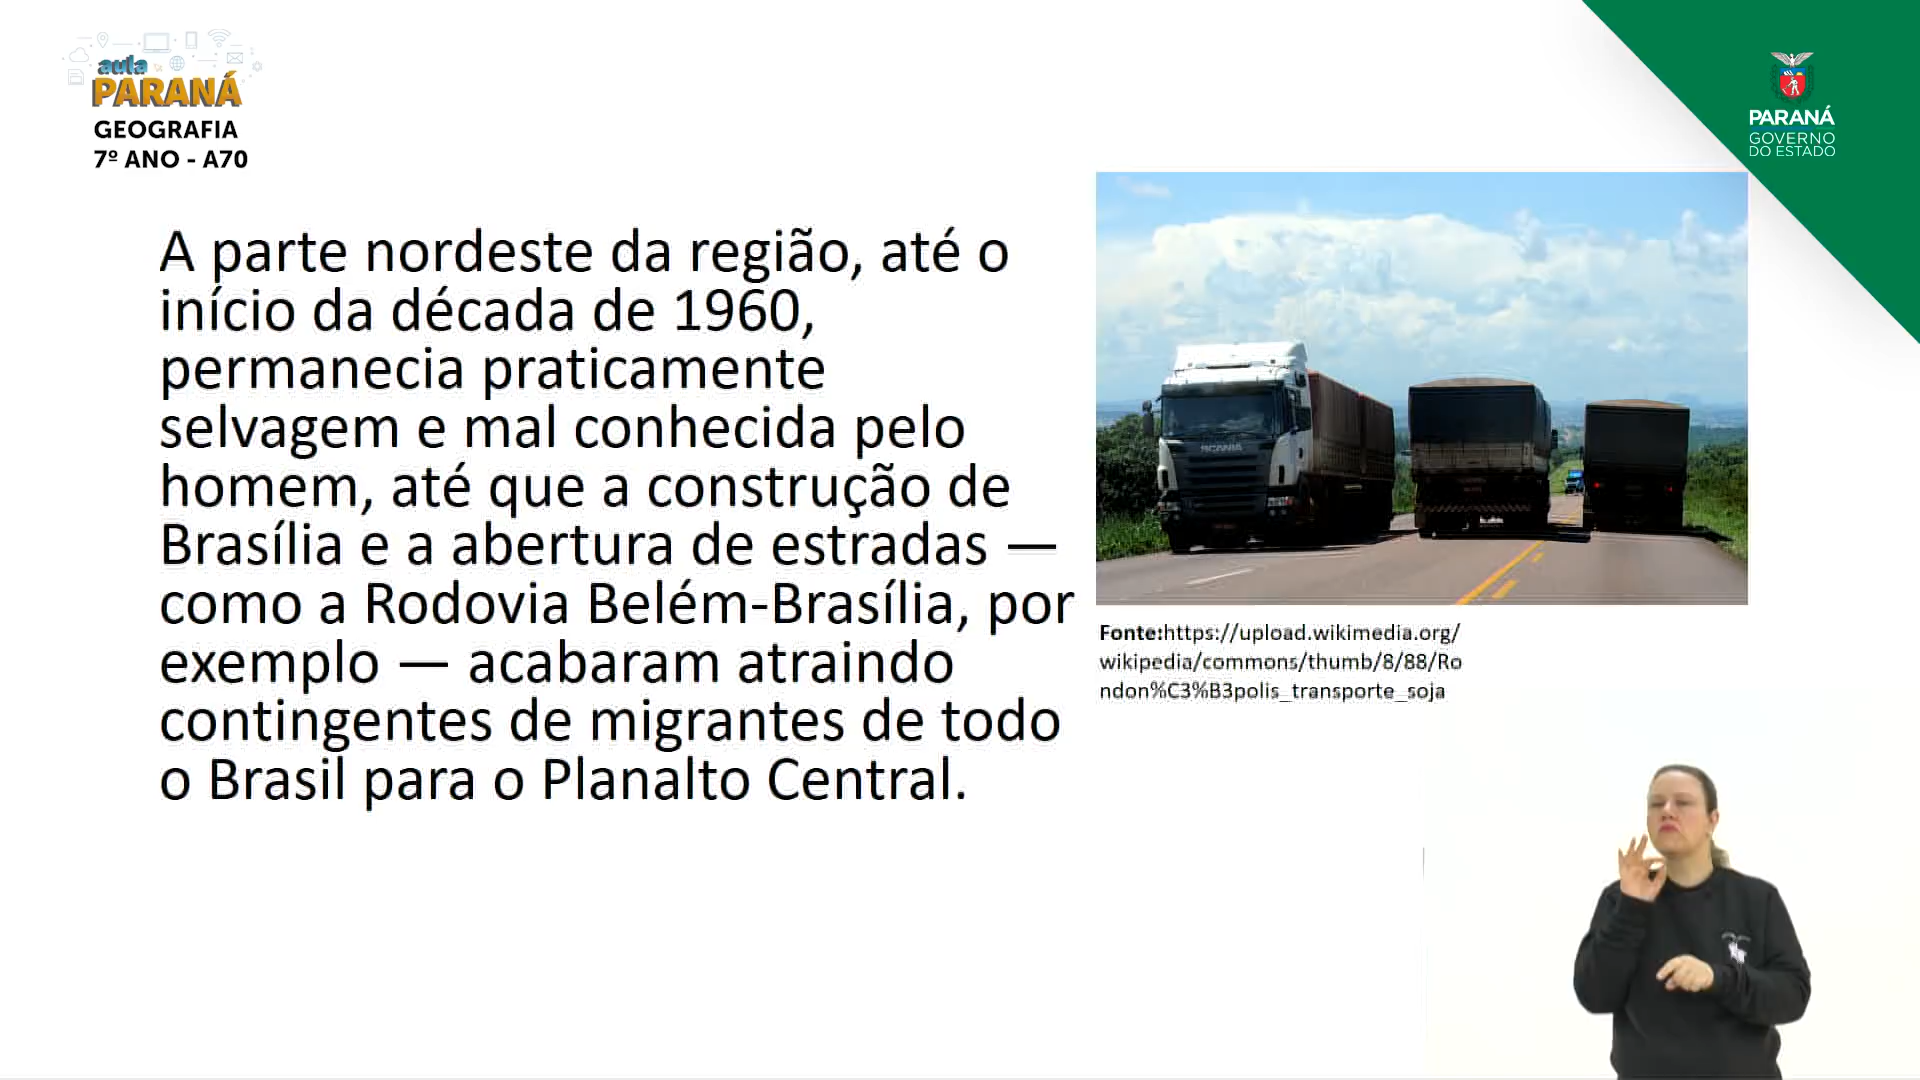 aula
PARANÁ
GEOGRAFIA
7º ANO - A70
PARANÁ
GOVERNO
DO ESTADO
A parte nordeste da região, até o
início da década de 1960,
permanecia praticamente
selvagem e mal conhecida pelo
homem, até que a construção de
Brasília e a abertura de estradas —
como a Rodovia Belém-Brasília, por
exemplo — acabaram atraindo
contingentes de migrantes de todo
o Brasil para o Planalto Central.
SCANIA
Fonte:https://upload.wikimedia.org/
wikipedia/commons/thumb/8/88/Ro
ndon%C3%B3polis_transporte_soja